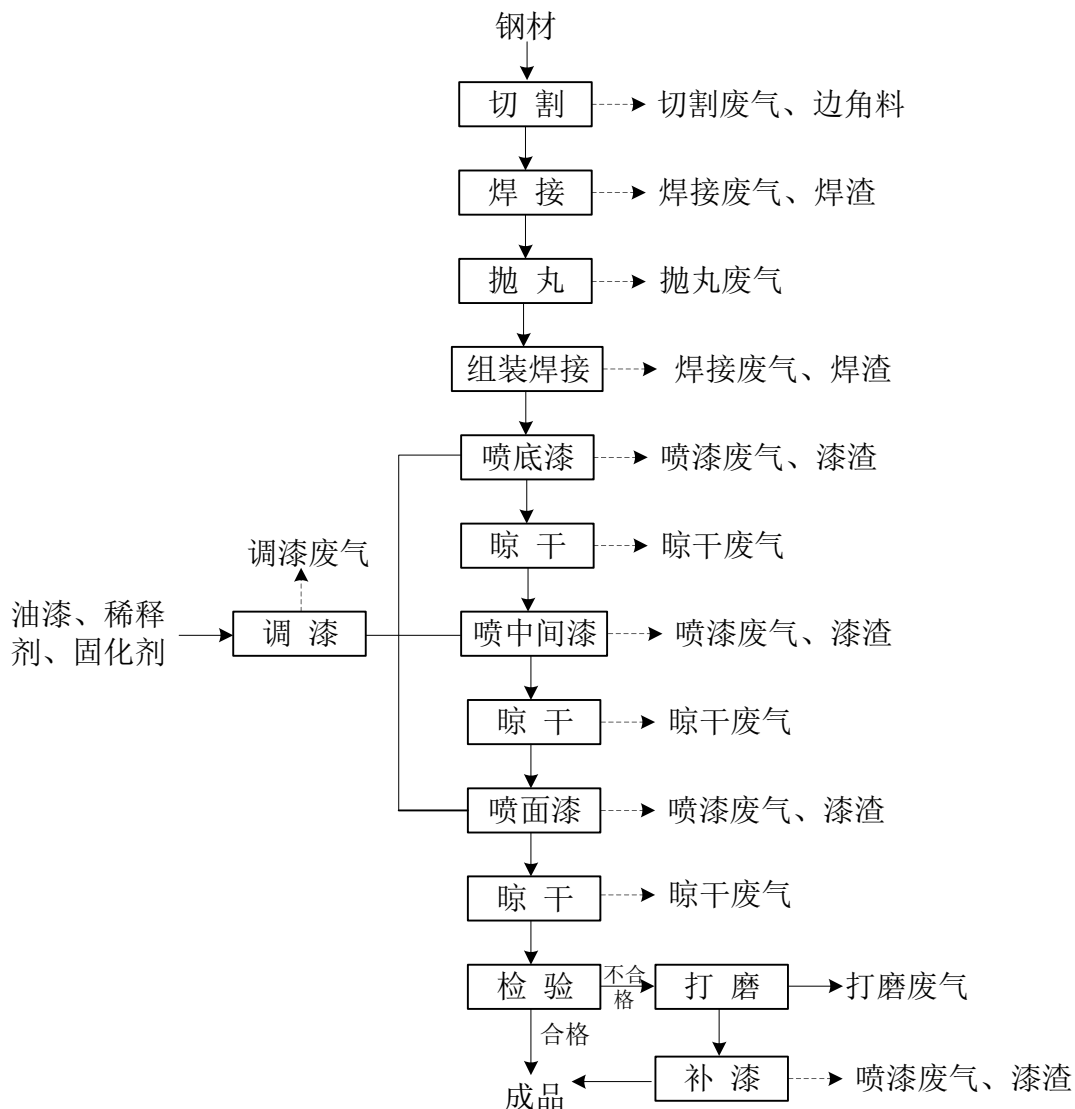 钢材
切割
切割废气、边角料
焊接
焊接废气、焊渣
抛丸
抛丸废气
组装焊接
焊接废气、焊渣
喷底漆
喷漆废气、漆渣
调漆废气
晾干
晾干废气
油漆、稀释
剂、固化剂
调漆
喷中间漆
喷漆废气、漆渣
晾干
晾干废气
喷面漆
喷漆废气、漆渣
晾干
晾干废气
检验
不合
格
打磨
打磨废气
合格
成品
补漆
喷漆废气、漆渣